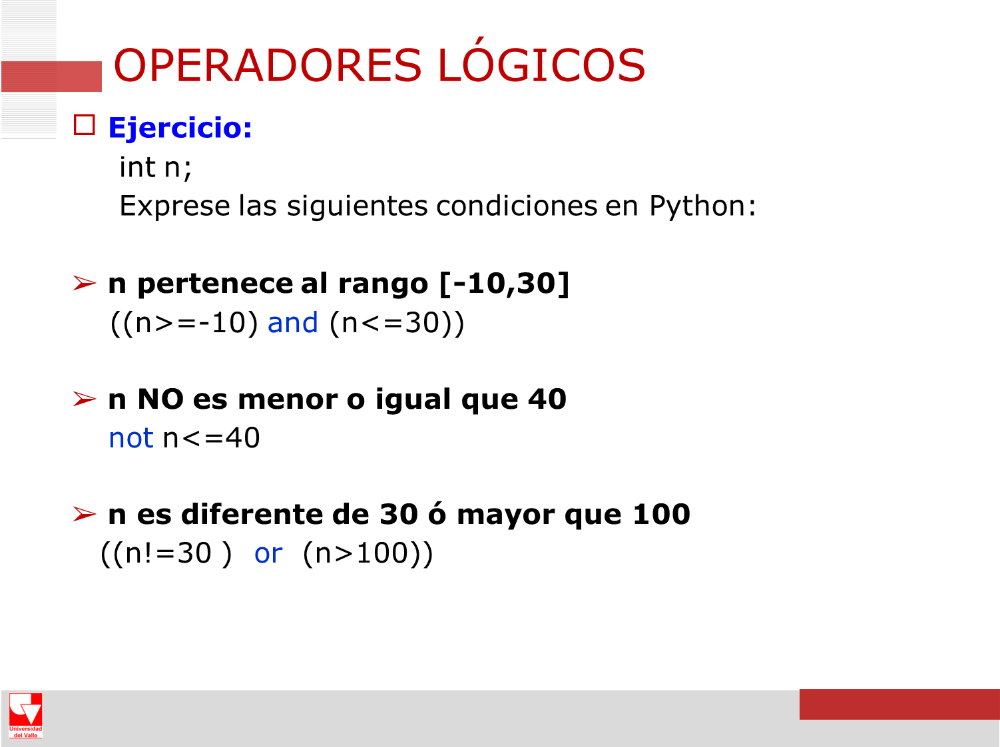 OPERADORES LÓGICOS
Ejercicio:
int n;
Exprese las siguientes condiciones en Python:
➢ n pertenece al rango [-10,30]
((n>=-10) and (n<=30))
➢ n NO es menor o igual que 40
not n<=40
➢ n es diferente de 30 ó mayor que 100
((n!=30 ) or (n>100))
Universidad
del Valle